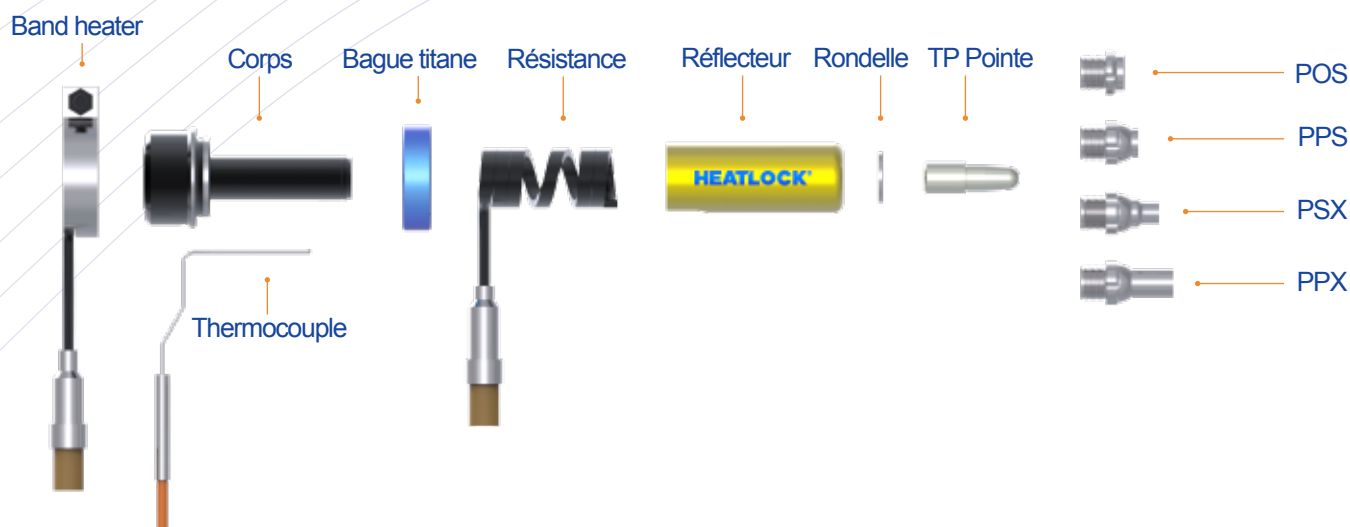 Band heater
Corps
Bague titane
Résistance
Réflecteur
Rondelle
TP Pointe
POS
PPS
HEATLOCK®
PSX
PPX
Thermocouple